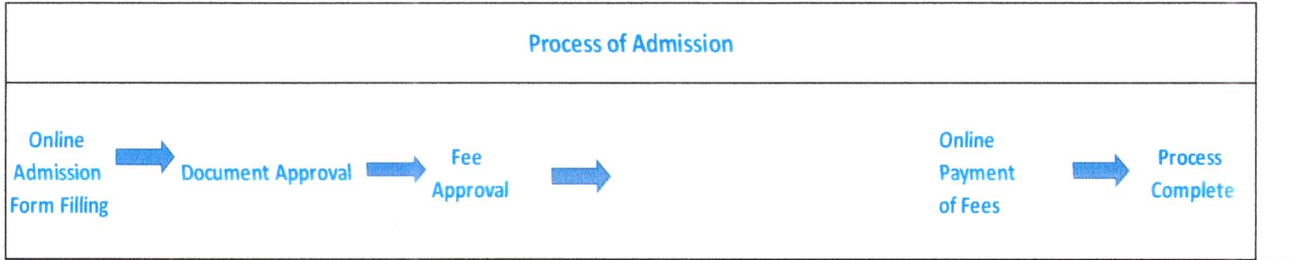 Process of Admission
Online
Admission
Form Filling
Document Approval
Fee
Approval
Online
Payment
of Fees
Process
Complete